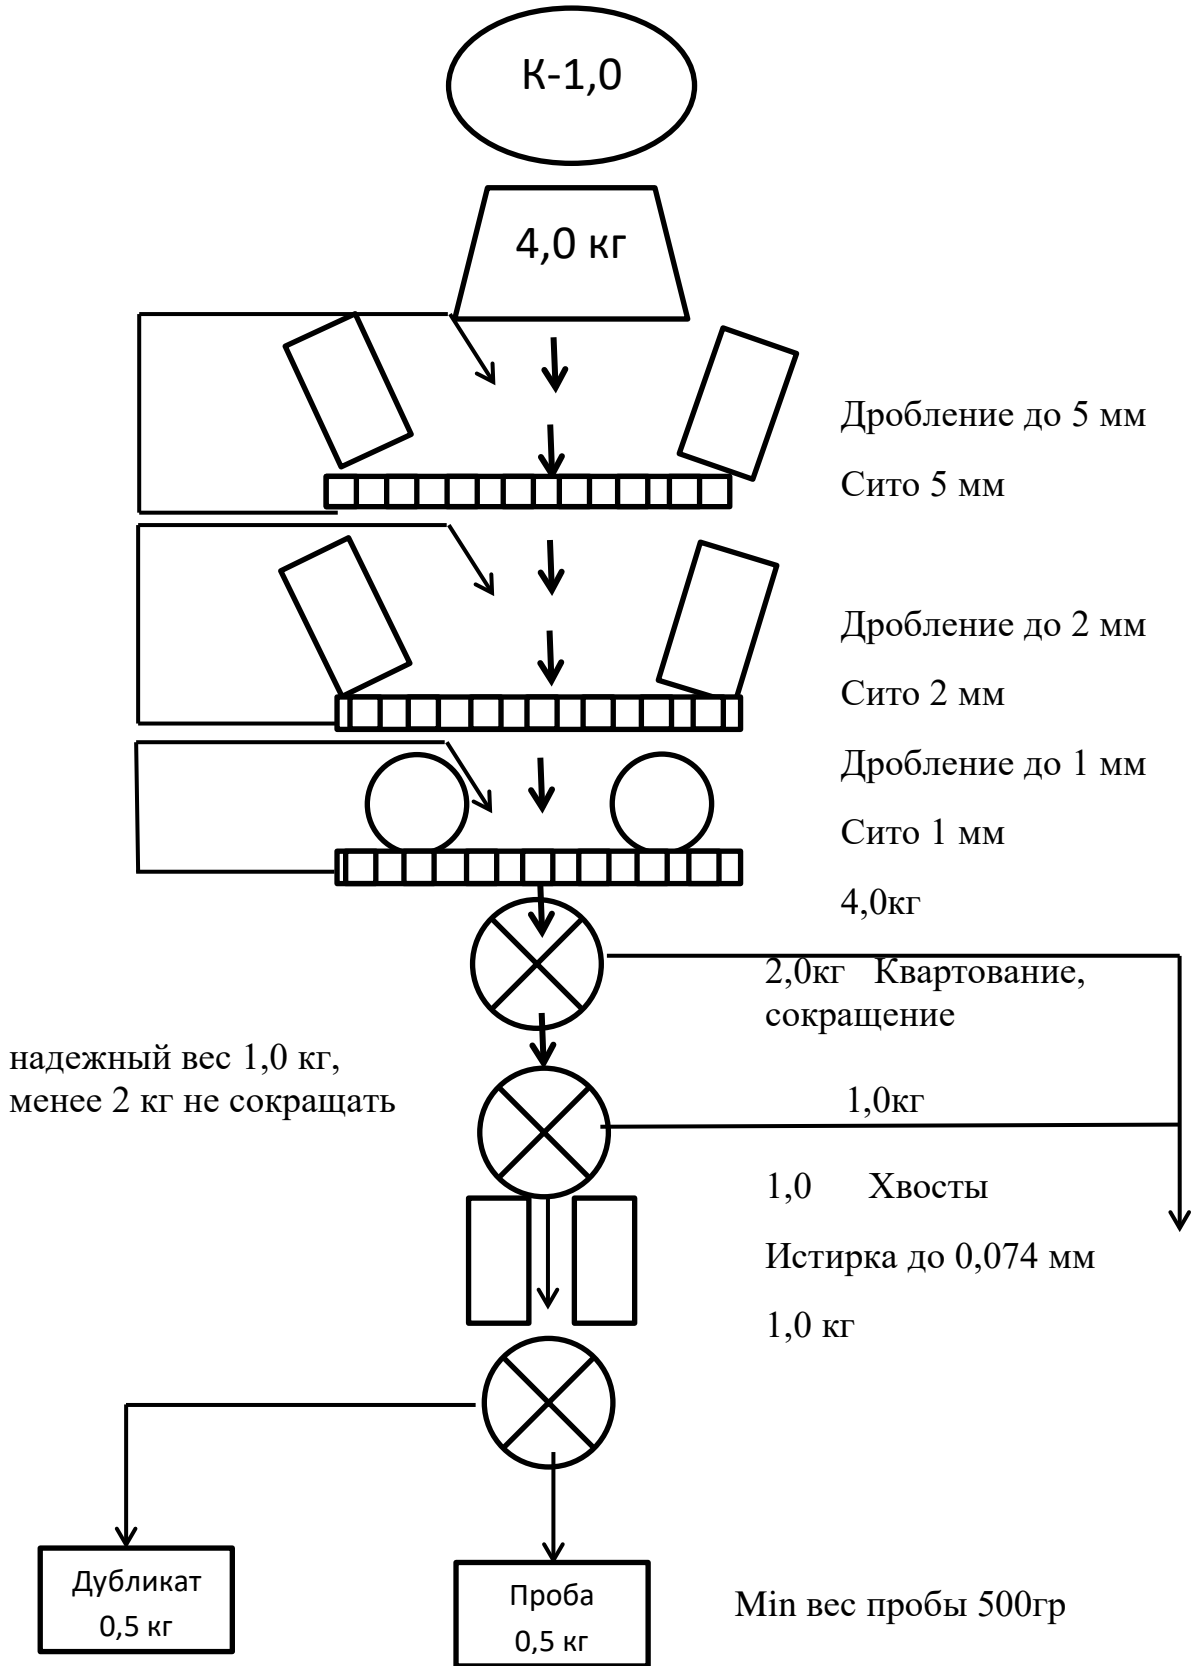 К-1,0
4,0 кг
Дробление до 5 мм
Сито 5 мм
Дробление до 2 мм
Сито 2 мм
Дробление до 1 мм
Сито 1 мм
4,0кг
2,0кг Квартование,
сокращение
надежный вес 1,0 кг,
менее 2 кг не сокращать
1,0кг
1,0 Хвосты
Истирка до 0,074 мм
1,0 кг
Дубликат
0,5 кг
Проба
0,5 кг
Min вес пробы 500гр